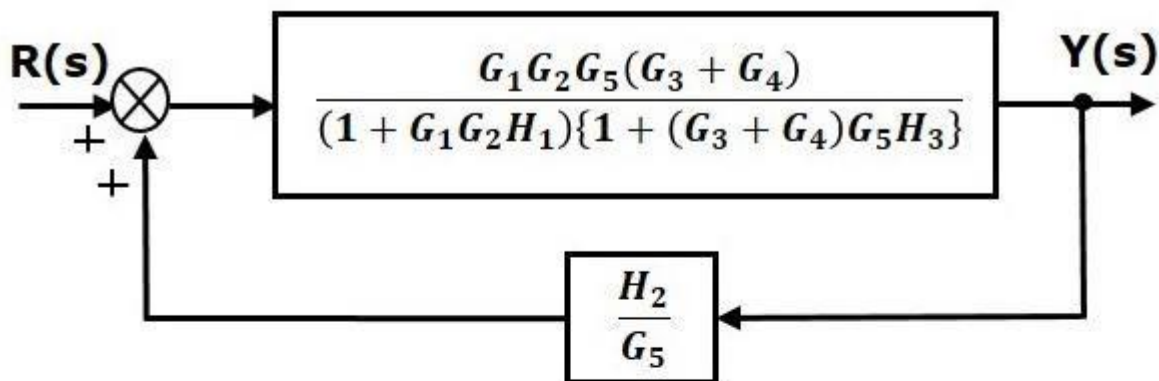 R(s)
Y(s)
G₁G₂G₅(G₃ + G₄)
(1 + G₁G₂H₁){1 + (G₃ + G₄)G₅H₃}
+
+
H₂
G₅